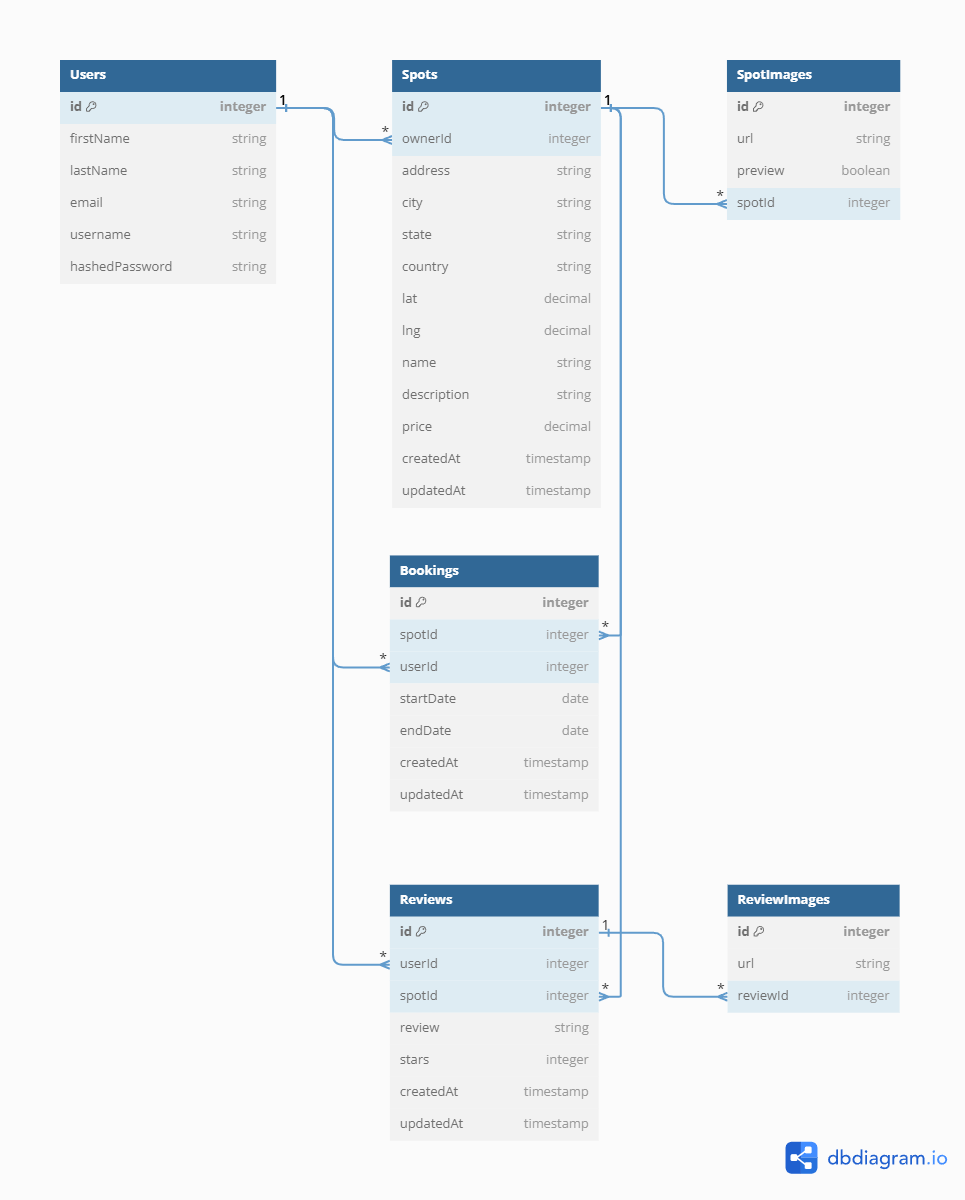 Users
id integer
firstName string
lastName string
email string
username string
hashedPassword string
1
*
Spots
id integer
ownerId integer
address string
city string
state string
country string
lat decimal
lng decimal
name string
description string
price decimal
createdAt timestamp
updatedAt timestamp
1
*
SpotImages
id integer
url string
preview boolean
spotId integer
Bookings
id integer
spotId integer
*
*
userId integer
startDate date
endDate date
createdAt timestamp
updatedAt timestamp
Reviews
id integer
1
*
userId integer
spotId integer
*
review string
stars integer
createdAt timestamp
updatedAt timestamp
ReviewImages
id integer
url string
*
reviewId integer
dbdiagram.io